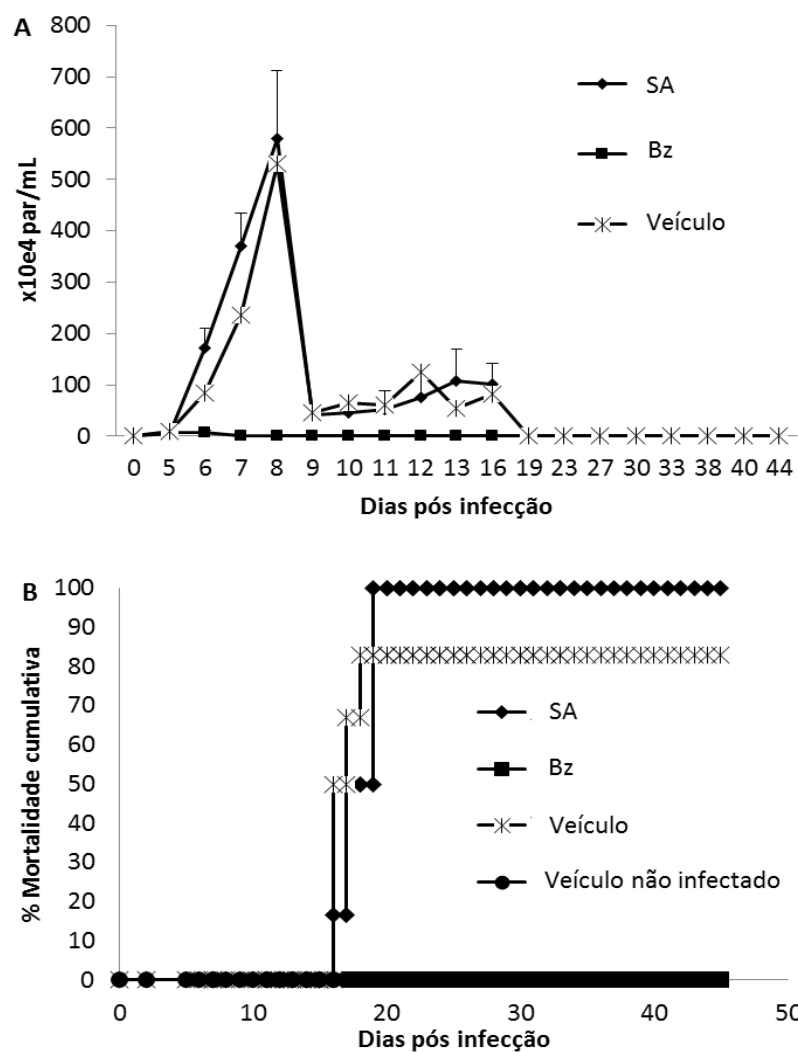 A
x10e4 par/mL
800
700
600
500
400
300
200
100
0
0 5 6 7 8 9 10 11 12 13 16 19 23 27 30 33 38 40 44
Dias pós infecção
SA
Bz
Veículo
B
% Mortalidade cumulativa
100
90
80
70
60
50
40
30
20
10
0
0 10 20 30 40 50
Dias pós infecção
SA
Bz
Veículo
Veículo não infectado